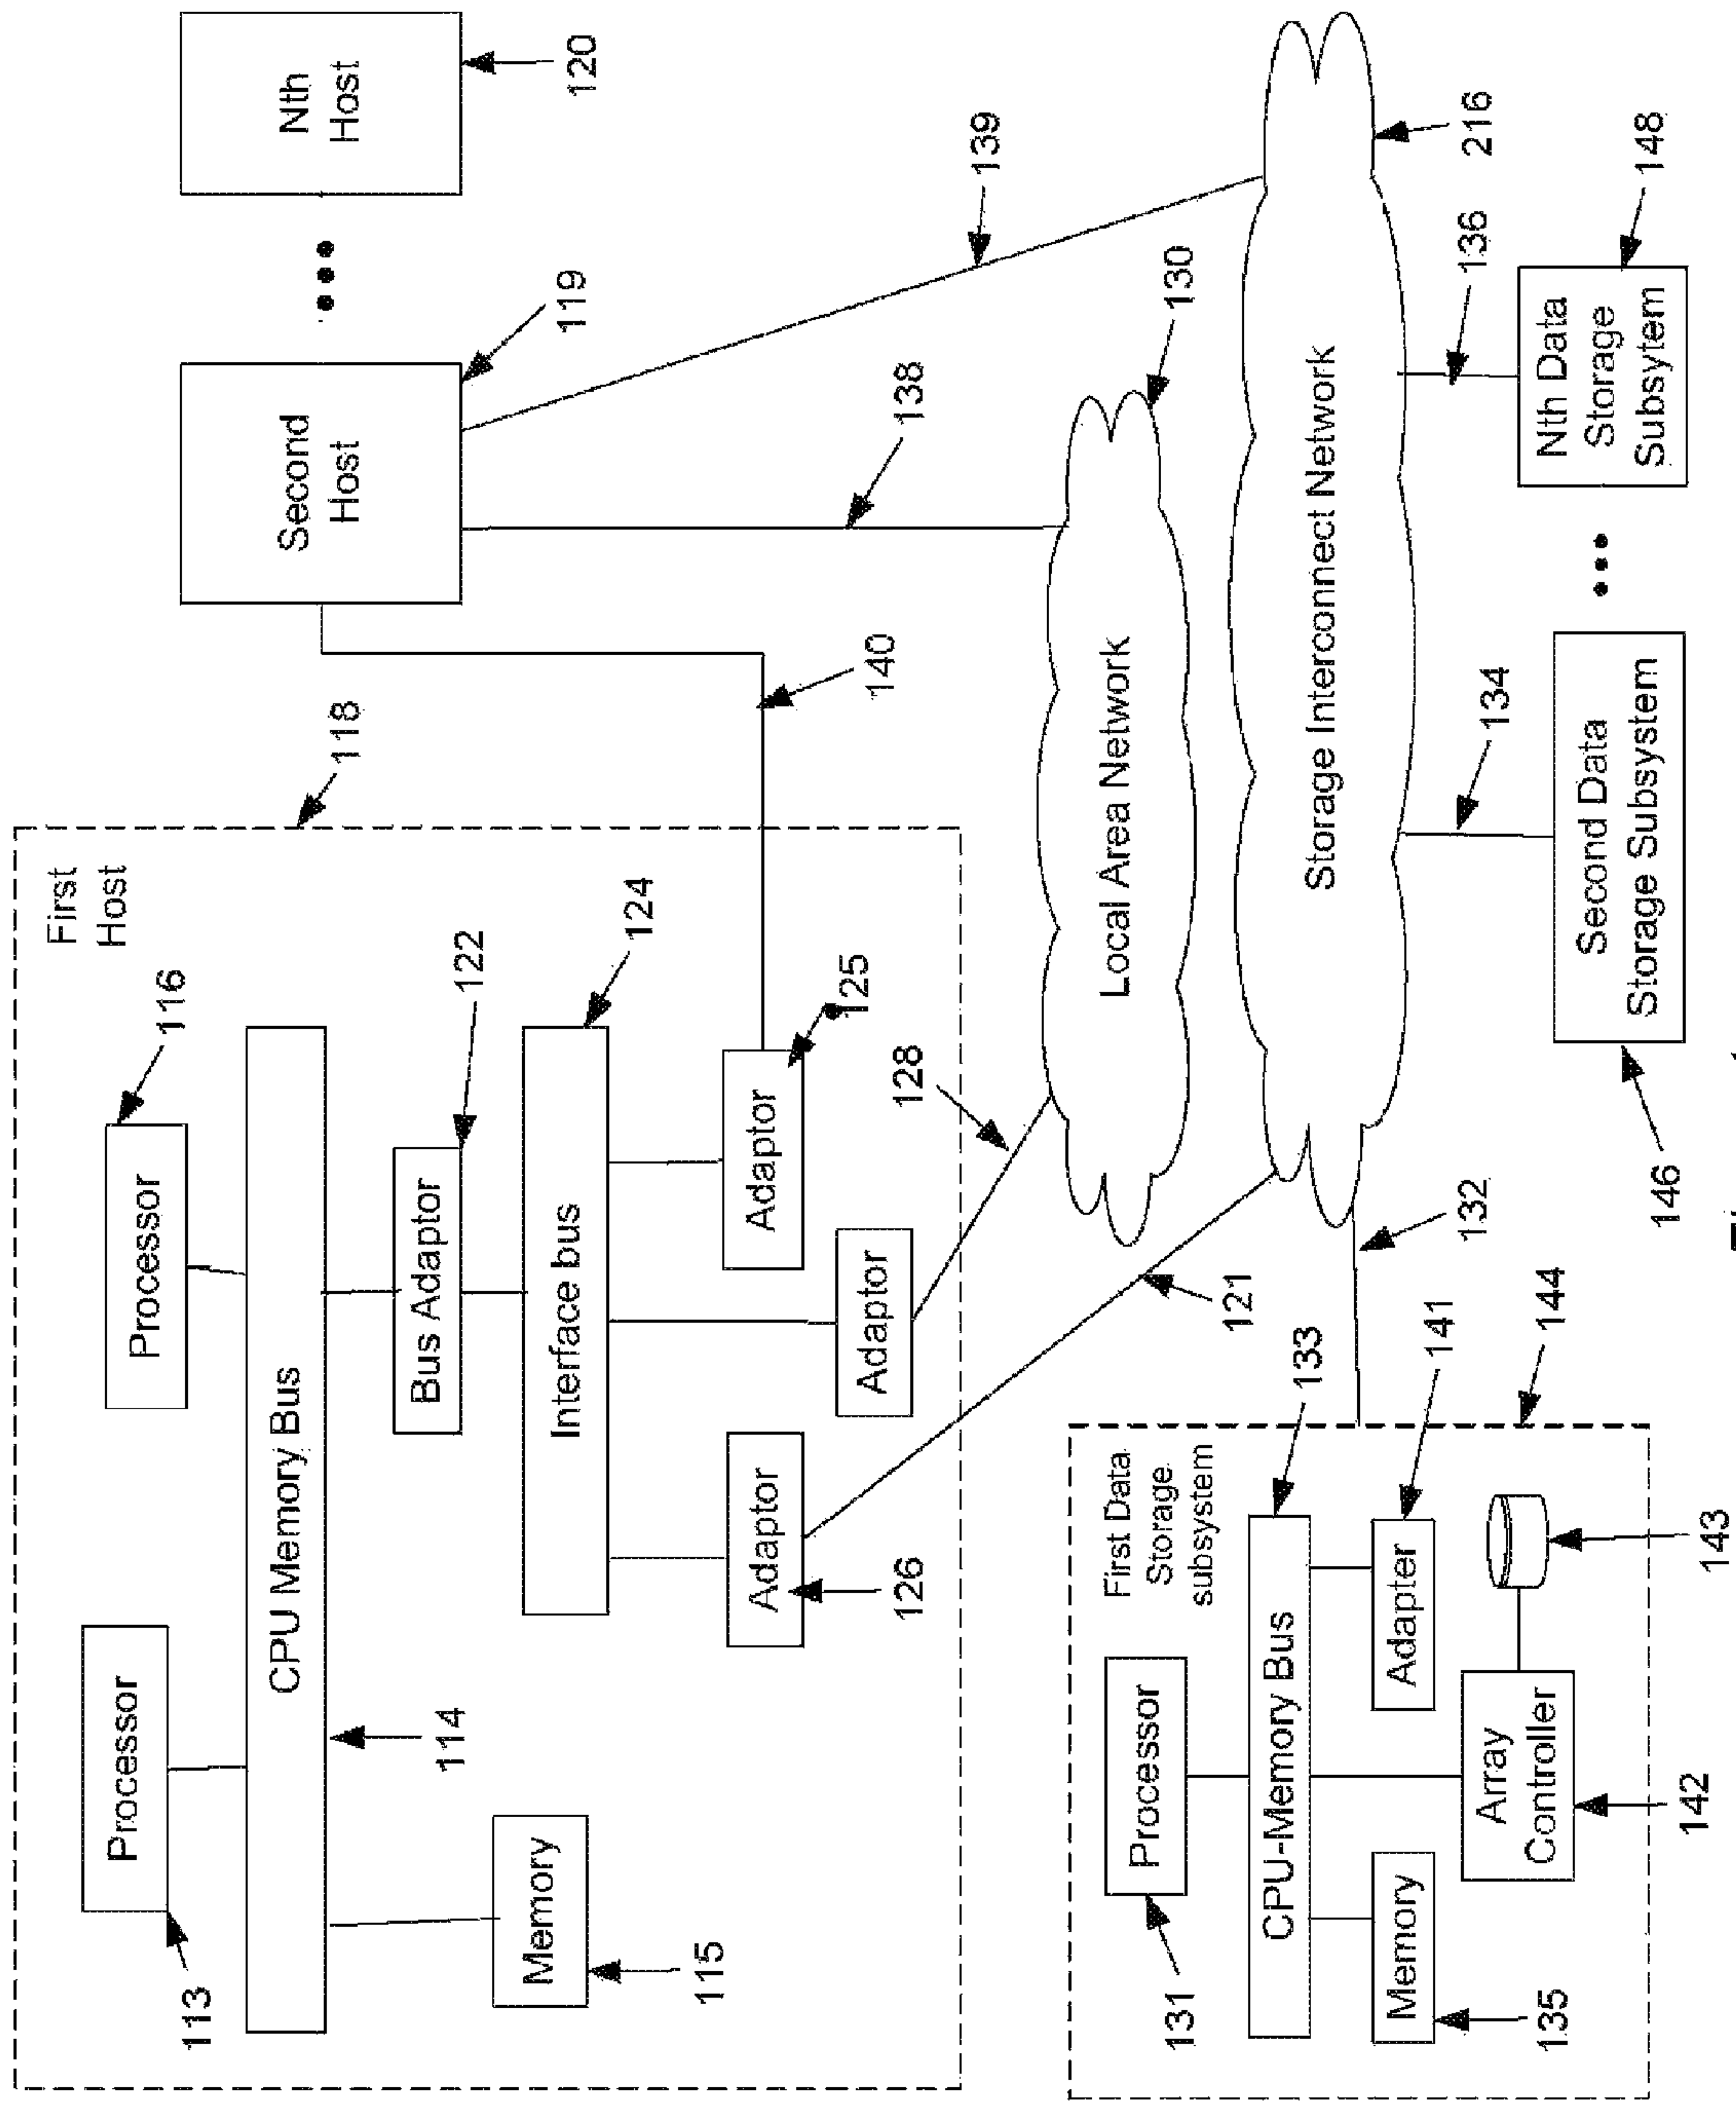 First
Host
118
Processor
113
Processor
116
CPU Memory Bus
114
Memory
115
Bus Adaptor
122
Interface bus
124
Adaptor
126
Adaptor
Adaptor
125
128
121
140
Second
Host
119
Nth
Host
120
138
139
Local Area Network
130
Storage Interconnect Network
216
132
134
136
First Data
Storage
subsystem
144
Processor
131
CPU-Memory Bus
133
Memory
135
Array
Controller
142
Adapter
141
143
Second Data
Storage Subsystem
146
Nth Data
Storage
Subsytem
148